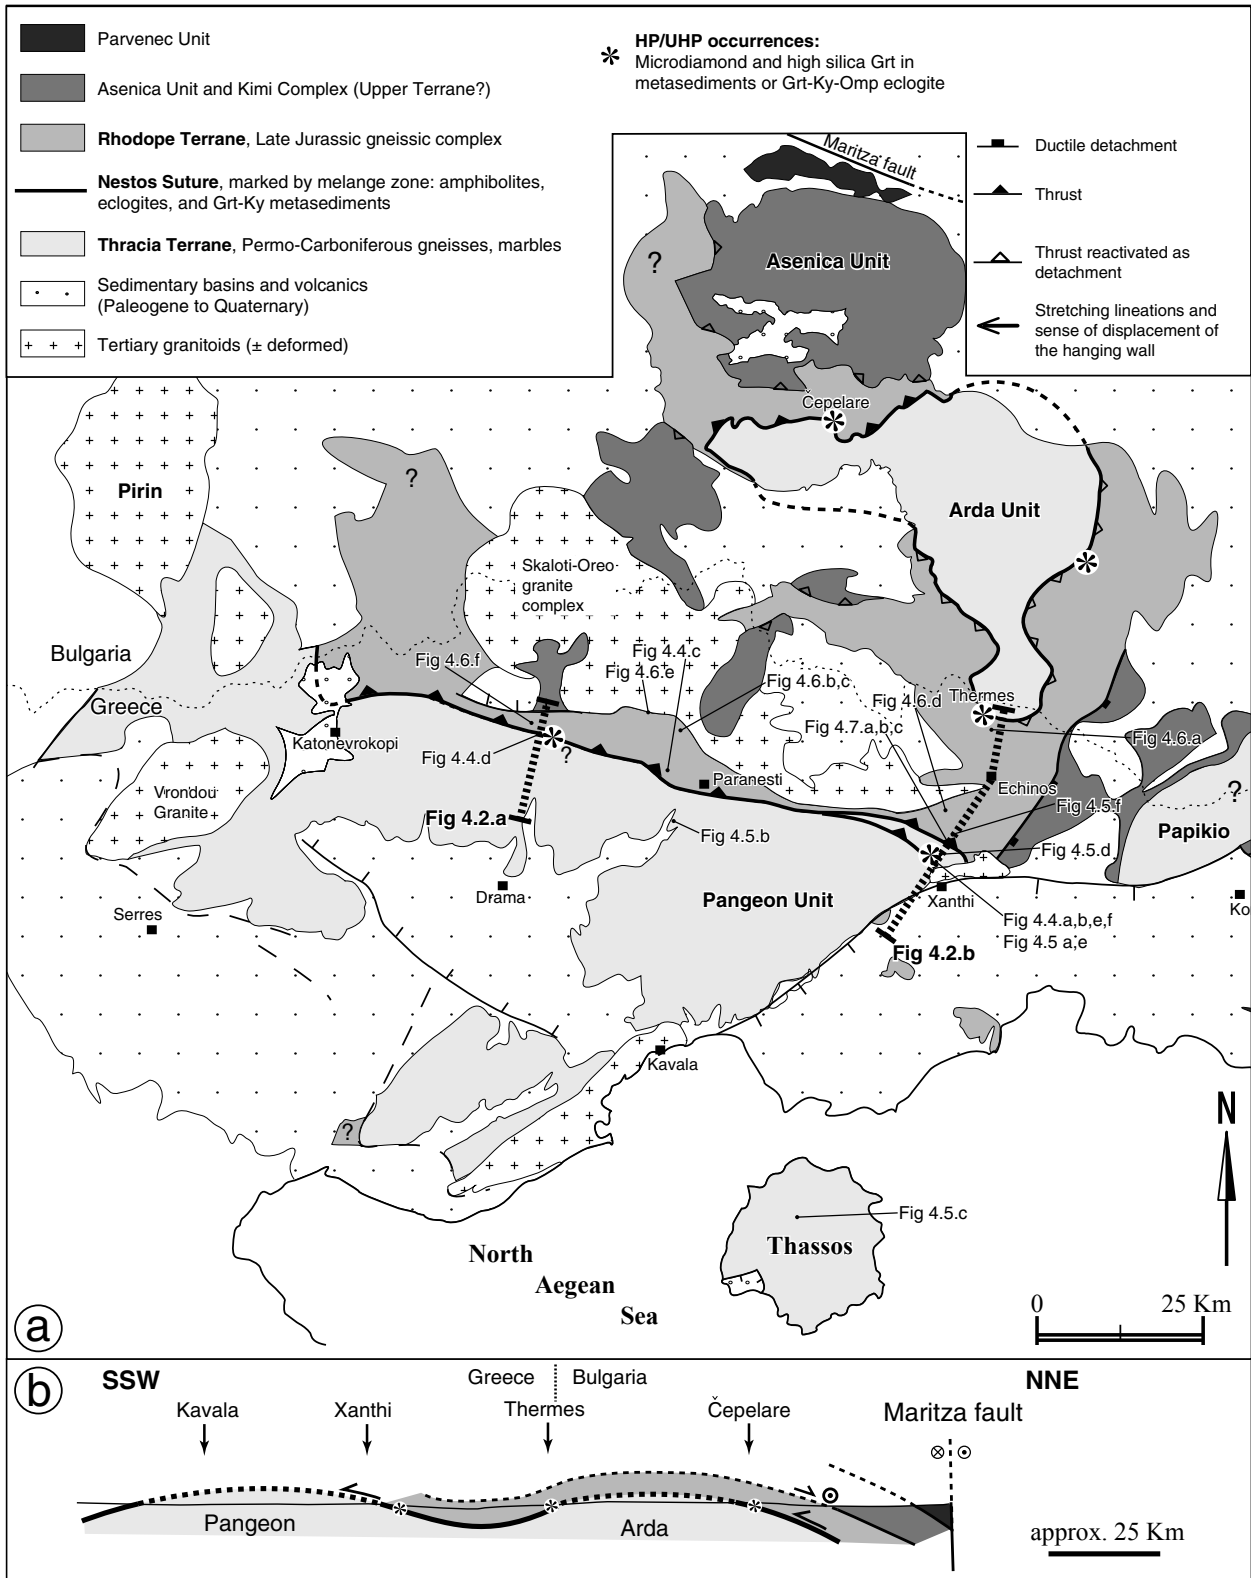 Parvenec Unit
Asenica Unit and Kimi Complex (Upper Terrane?)
Rhodope Terrane, Late Jurassic gneissic complex
Nestos Suture, marked by melange zone: amphibolites,
eclogites, and Grt-Ky metasediments
Thracia Terrane, Permo-Carboniferous gneisses, marbles
Sedimentary basins and volcanics
(Paleogene to Quaternary)
Tertiary granitoids (± deformed)
HP/UHP occurrences:
Microdiamond and high silica Grt in
metasediments or Grt-Ky-Omp eclogite
Ductile detachment
Thrust
Thrust reactivated as
detachment
Stretching lineations and
sense of displacement of
the hanging wall
Maritza fault
?
Asenica Unit
Čepelare
?
Pirin
Arda Unit
Skaloti-Oreo
granite
complex
Bulgaria
Greece
Fig 4.6.f
Fig 4.4.c
Fig 4.6.e
Fig 4.6.b,c
Fig 4.6.d
Thermes
Fig 4.7.a,b,c
Katonevrokopi
Fig 4.4.d
?
Fig 4.6.a
Paranesti
Echinos
Vrondou
Granite
?
Fig 4.2.a
Fig 4.5.f
Fig 4.5.b
Papikio
Fig 4.5.d
Drama
Pangeon Unit
Xanthi
Serres
Ko
Fig 4.4.a,b,e,f
Fig 4.5 a,e
Fig 4.2.b
Kavala
?
N
Fig 4.5.c
Thassos
North
Aegean
Sea
0 25 Km
a
b
SSW
Greece Bulgaria
NNE
Kavala Xanthi Thermes Čepelare Maritza fault
Pangeon
Arda
approx. 25 Km